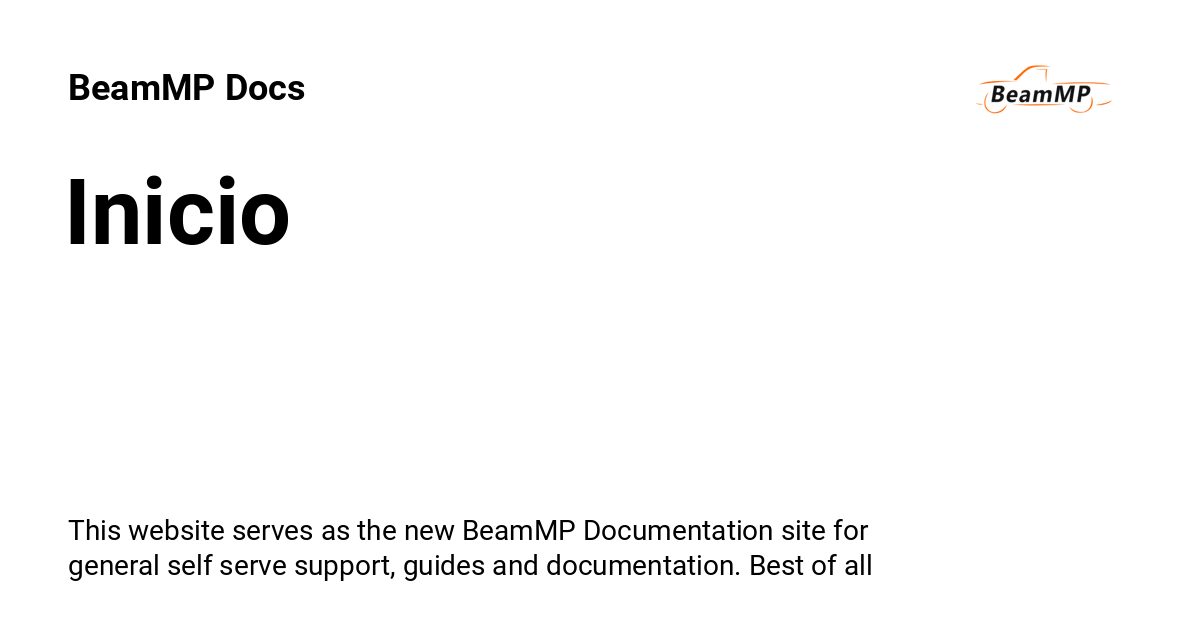 BeamMP Docs
BeamMP
Inicio
This website serves as the new BeamMP Documentation site for
general self serve support, guides and documentation. Best of all